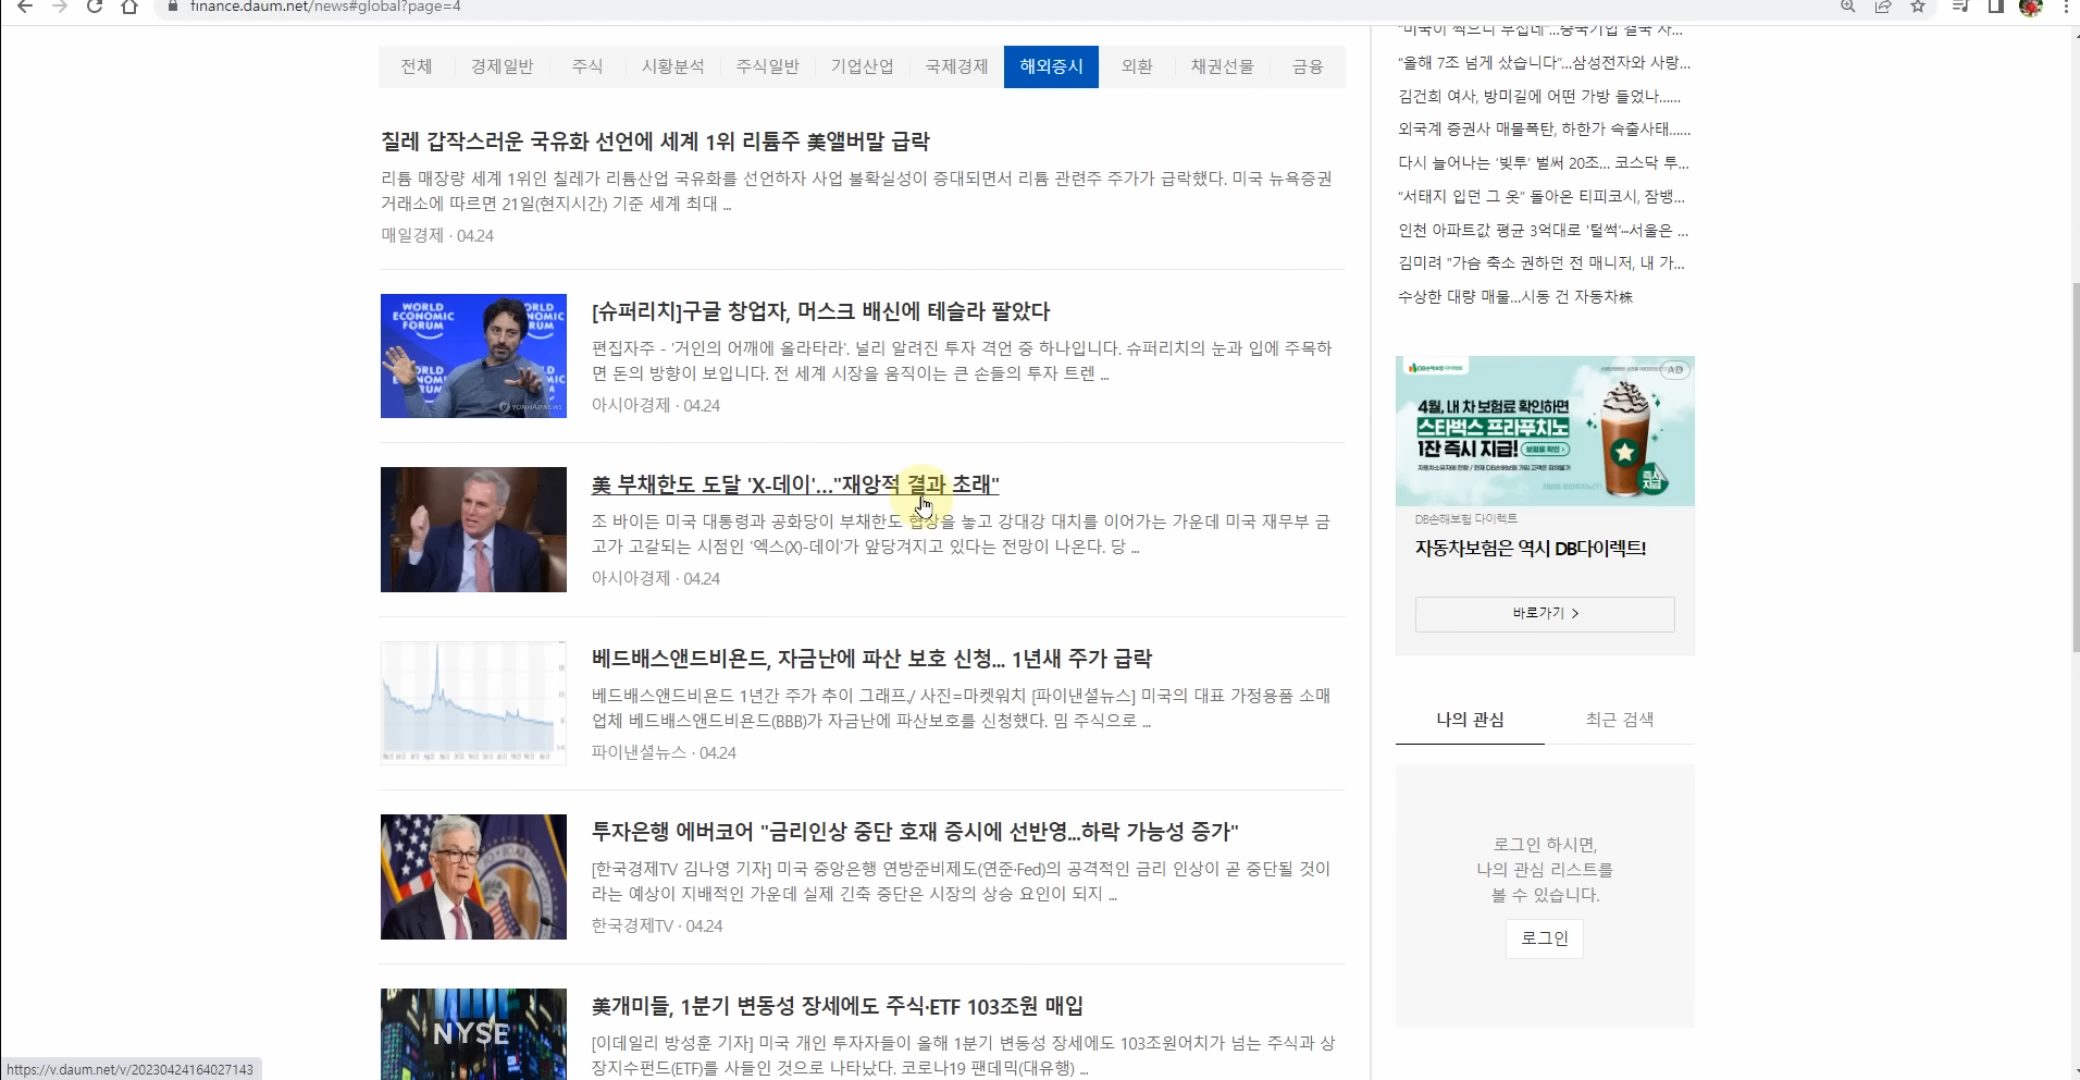 finance.daum.net/news#global?page=4
전체 경제일반 주식 시황분석 주식일반 기업산업 국제경제 해외증시 외환 채권선물 금융
칠레 갑작스러운 국유화 선언에 세계 1위 리튬주 美앨버말 급락
리튬 매장량 세계 1위인 칠레가 리튬산업 국유화를 선언하자 사업 불확실성이 증대되면서 리튬 관련주 주가가 급락했다. 미국 뉴욕증권
거래소에 따르면 21일(현지시간) 기준 세계 최대 ...
매일경제 · 04.24
WORLD
ECONOMIC
FORUM
YONHAPNEWS
[슈퍼리치]구글 창업자, 머스크 배신에 테슬라 팔았다
편집자주 - '거인의 어깨에 올라타라'. 널리 알려진 투자 격언 중 하나입니다. 슈퍼리치의 눈과 입에 주목하
면 돈의 방향이 보입니다. 전 세계 시장을 움직이는 큰 손들의 투자 트렌 ...
아시아경제 · 04.24
美 부채한도 도달 'X-데이'..."재앙적 결과 초래"
조 바이든 미국 대통령과 공화당이 부채한도 협상을 놓고 강대강 대치를 이어가는 가운데 미국 재무부 금
고가 고갈되는 시점인 '엑스(X)-데이'가 앞당겨지고 있다는 전망이 나온다. 당 ...
아시아경제 · 04.24
베드배스앤드비욘드, 자금난에 파산 보호 신청... 1년새 주가 급락
베드배스앤드비욘드 1년간 주가 추이 그래프./ 사진=마켓워치 [파이낸셜뉴스] 미국의 대표 가정용품 소매
업체 베드배스앤드비욘드(BBB)가 자금난에 파산보호를 신청했다. 밈 주식으로 ...
파이낸셜뉴스 · 04.24
투자은행 에버코어 "금리인상 중단 호재 증시에 선반영...하락 가능성 증가"
[한국경제TV 김나영 기자] 미국 중앙은행 연방준비제도(연준·Fed)의 공격적인 금리 인상이 곧 중단될 것이
라는 예상이 지배적인 가운데 실제 긴축 중단은 시장의 상승 요인이 되지 ...
한국경제TV · 04.24
NYSE
美개미들, 1분기 변동성 장세에도 주식·ETF 103조원 매입
[이데일리 방성훈 기자] 미국 개인 투자자들이 올해 1분기 변동성 장세에도 103조원어치가 넘는 주식과 상
장지수펀드(ETF)를 사들인 것으로 나타났다. 코로나19 팬데믹(대유행) ...
"미국이 찍으니 무섭네"...중국기업 결국 사...
"올해 7조 넘게 샀습니다"...삼성전자와 사랑...
김건희 여사, 방미길에 어떤 가방 들었나......
외국계 증권사 매물폭탄, 하한가 속출사태......
다시 늘어나는 '빚투' 벌써 20조... 코스닥 투...
"서태지 입던 그 옷" 돌아온 티피코시, 잠뱅...
인천 아파트값 평균 3억대로 '털썩'…서울은 ...
김미려 "가슴 축소 권하던 전 매니저, 내 가...
수상한 대량 매물...시동 건 자동차株
DB손해보험 다이렉트
AD
4월, 내 차 보험료 확인하면
스타벅스 프라푸치노
1잔 즉시 지급!
보험료 확인
즉시
지급
DB손해보험 다이렉트
자동차보험은 역시 DB다이렉트!
바로가기
나의 관심 최근 검색
로그인 하시면,
나의 관심 리스트를
볼 수 있습니다.
로그인
https://v.daum.net/v/20230424164027143